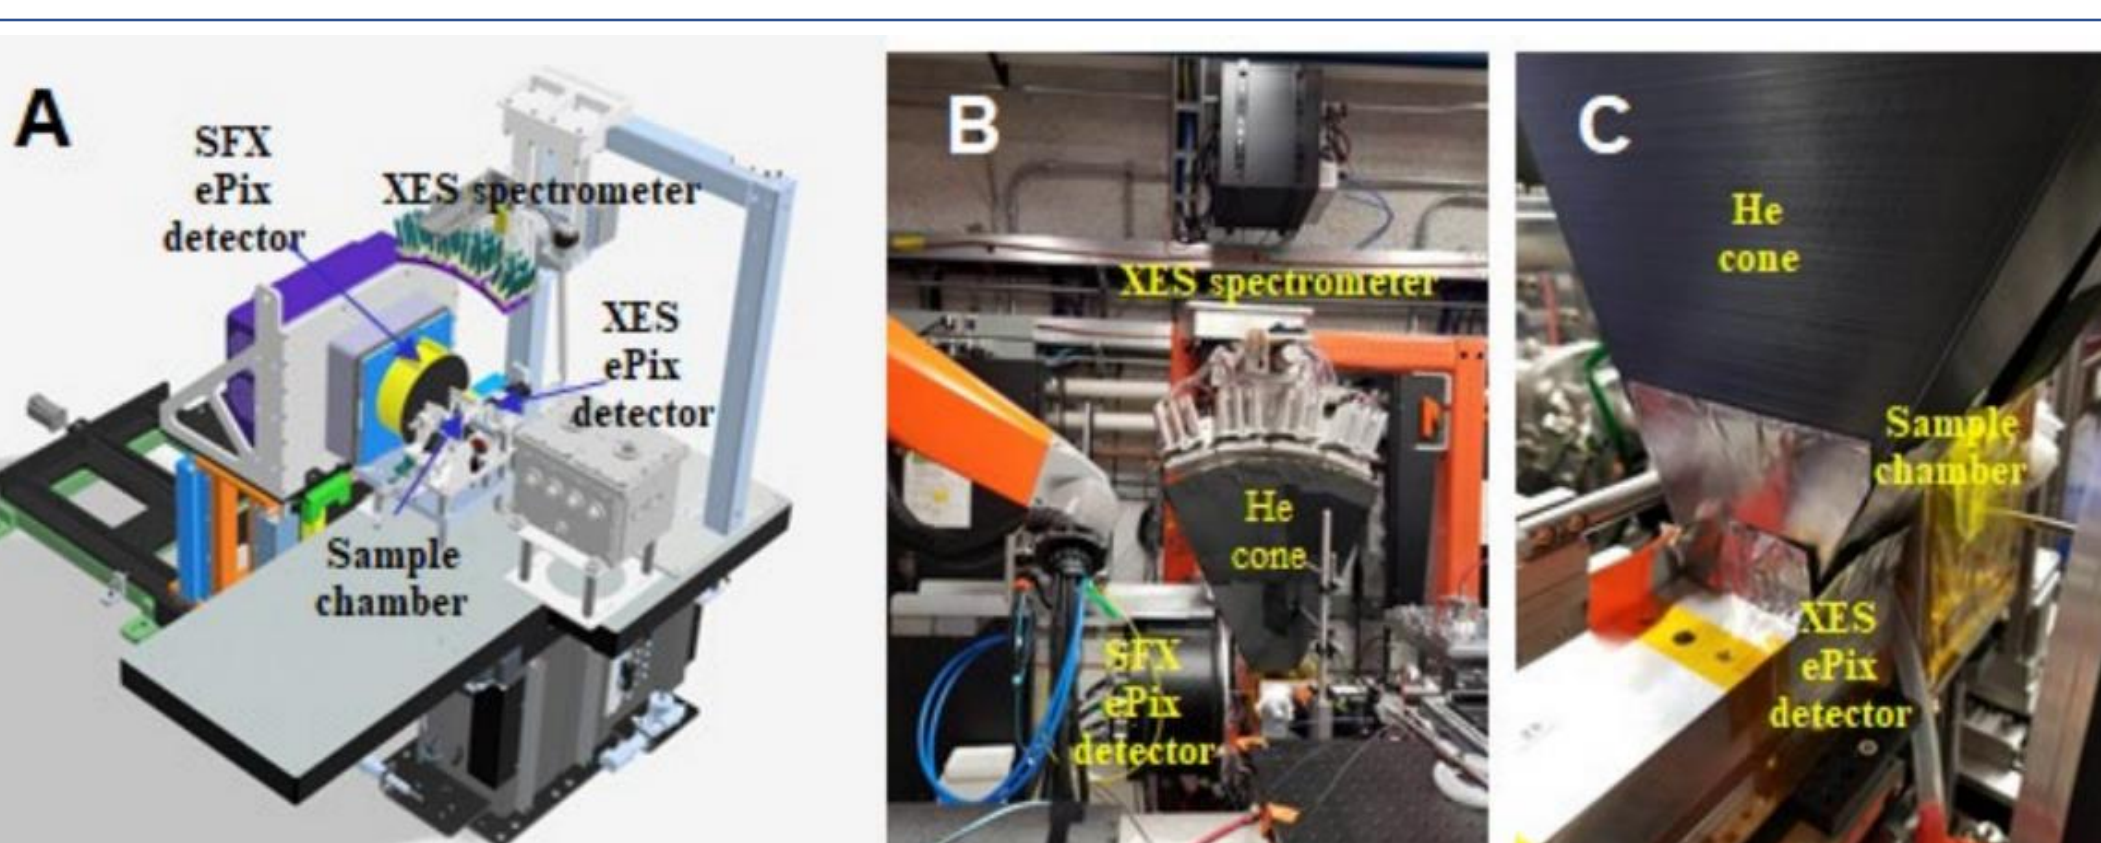 A
SFX
ePix
detector
XES spectrometer
XES
ePix
detector
Sample
chamber
B
XES spectrometer
He
cone
SFX
ePix
detector
C
He
cone
Sample
chamber
XES
ePix
detector